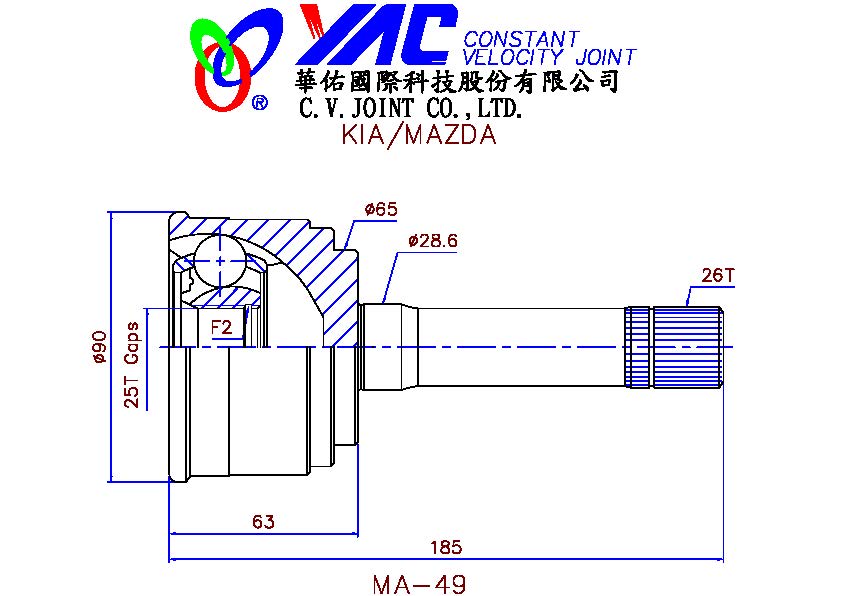 YAC CONSTANT
VELOCITY JOINT
華佑國際科技股份有限公司
®
C.V.JOINT CO.,LTD.
KIA/MAZDA
ø65
ø28.6
26T
F2
ø90
25T Gaps
63
185
MA-49